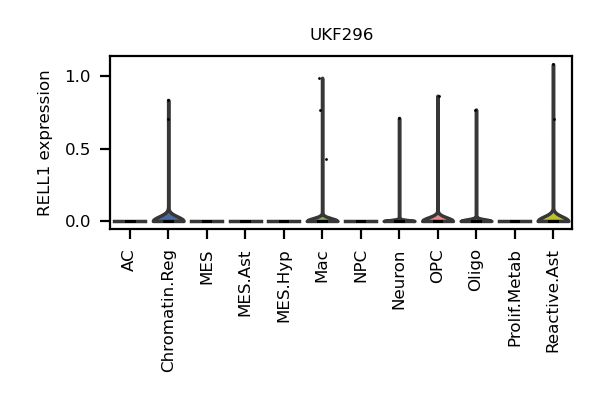 UKF296
RELL1 expression
1.0
0.5
0.0
AC
Chromatin.Reg
MES
MES.Ast
MES.Hyp
Mac
NPC
Neuron
OPC
Oligo
Prolif.Metab
Reactive.Ast